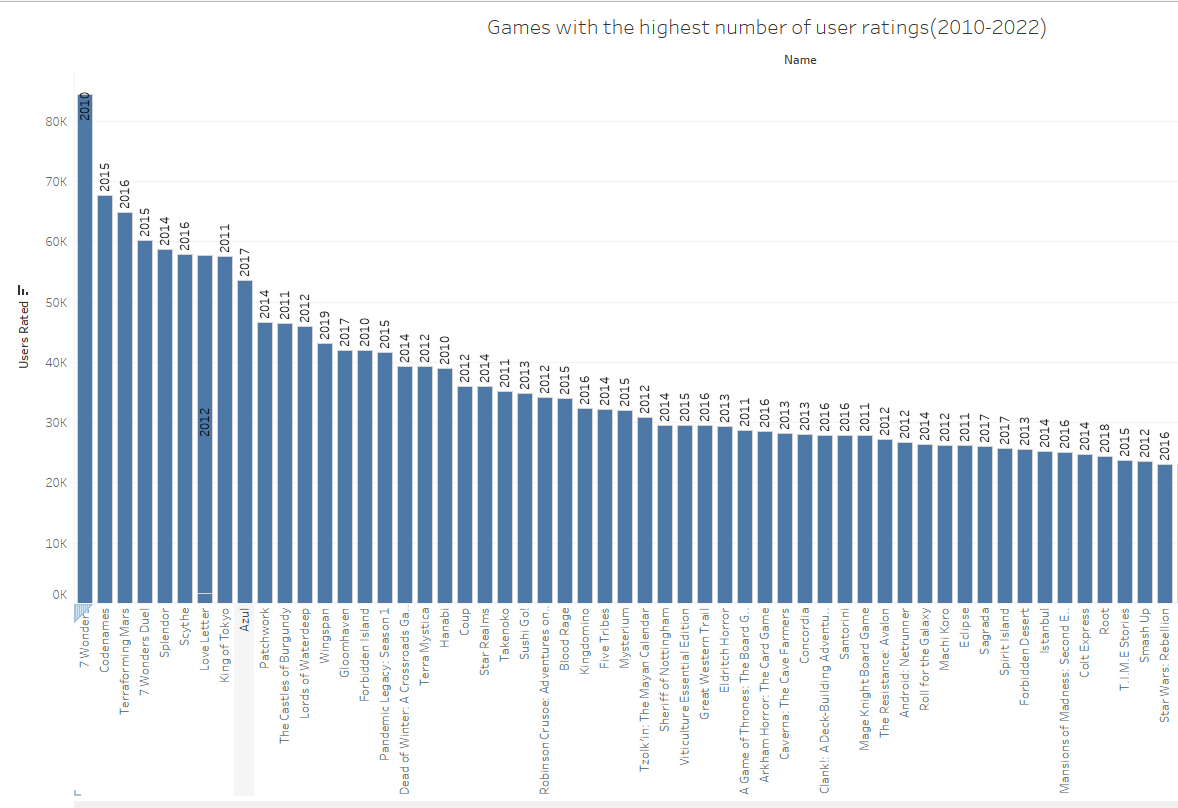 Games with the highest number of user ratings(2010-2022)
Name
Users Rated
80K
70K
60K
50K
40K
30K
20K
10K
0K
2010
2015
2016
2015
2014
2016
2012
2011
2017
2014
2011
2012
2019
2017
2010
2015
2014
2012
2010
2012
2014
2011
2013
2012
2015
2016
2014
2015
2012
2014
2015
2016
2013
2011
2016
2013
2013
2016
2016
2011
2012
2012
2014
2012
2011
2017
2017
2013
2014
2016
2014
2018
2015
2012
2016
7 Wonders
Codenames
Terraforming Mars
7 Wonders Duel
Splendor
Scythe
Love Letter
King of Tokyo
Azul
Patchwork
The Castles of Burgundy
Lords of Waterdeep
Wingspan
Gloomhaven
Forbidden Island
Pandemic Legacy: Season 1
Dead of Winter: A Crossroads Ga..
Terra Mystica
Hanabi
Coup
Star Realms
Takenoko
Sushi Go!
Robinson Crusoe: Adventures on..
Blood Rage
Kingdomino
Five Tribes
Mysterium
Tzolk'in: The Mayan Calendar
Sheriff of Nottingham
Viticulture Essential Edition
Great Western Trail
Eldritch Horror
A Game of Thrones: The Board G..
Arkham Horror: The Card Game
Caverna: The Cave Farmers
Concordia
Clank!: A Deck-Building Adventu..
Santorini
Mage Knight Board Game
The Resistance: Avalon
Android: Netrunner
Roll for the Galaxy
Machi Koro
Eclipse
Sagrada
Spirit Island
Forbidden Desert
Istanbul
Mansions of Madness: Second E..
Colt Express
Root
T.I.M.E Stories
Smash Up
Star Wars: Rebellion